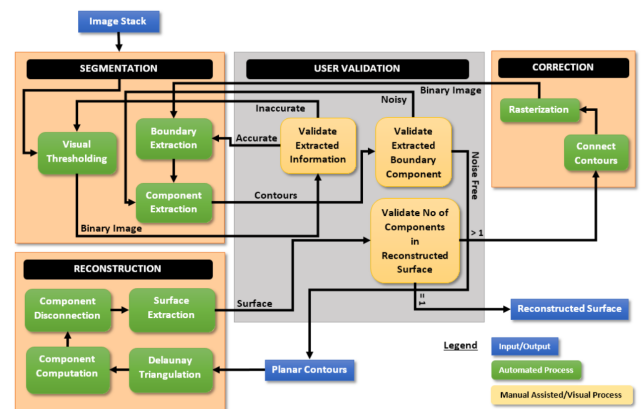 Image Stack
SEGMENTATION
USER VALIDATION
CORRECTION
Inaccurate
Noisy
Binary Image
Rasterization
Visual
Thresholding
Boundary
Extraction
Accurate
Validate
Extracted
Information
Validate
Extracted
Boundary
Component
Noise Free
Connect
Contours
Component
Extraction
Contours
Binary Image
Validate No of
Components
in
Reconstructed
Surface
> 1
RECONSTRUCTION
Component
Disconnection
Surface
Extraction
Surface
= 1
Reconstructed Surface
Component
Computation
Delaunay
Triangulation
Planar Contours
Legend
Input/Output
Automated Process
Manual Assisted/Visual Process